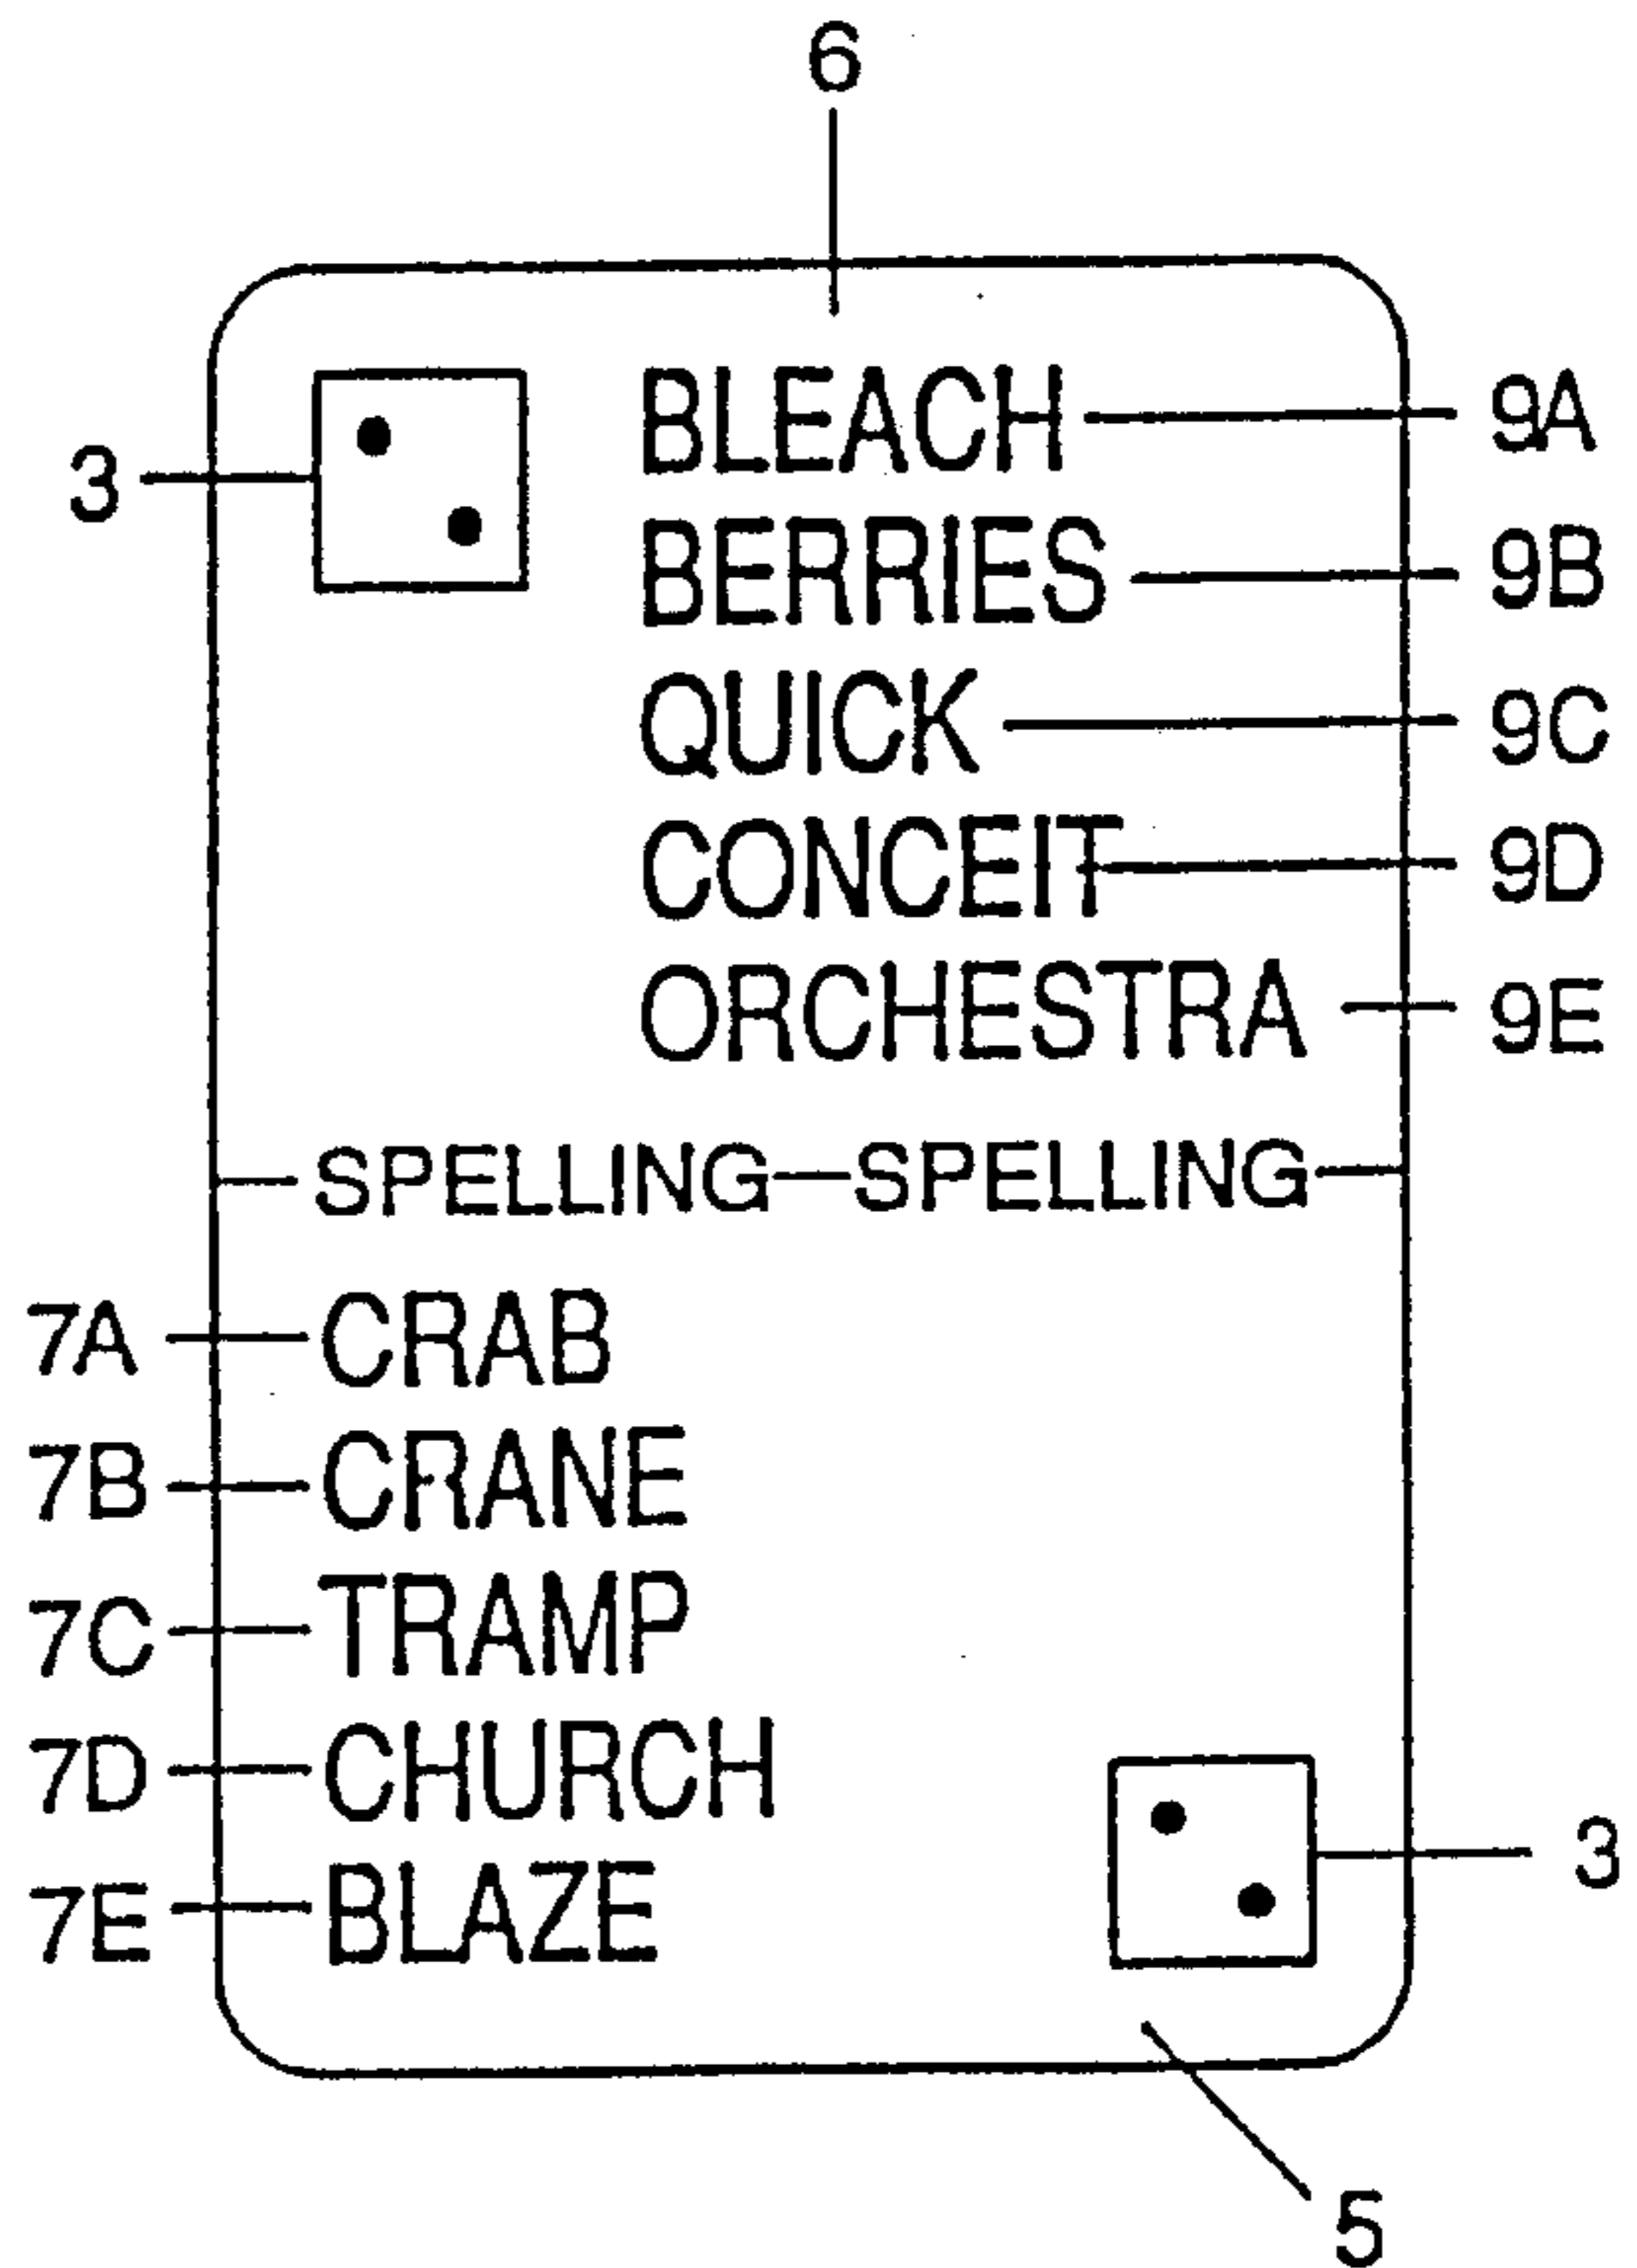 6
BLEACH 9A
3
BERRIES 9B
QUICK 9C
CONCEIT 9D
ORCHESTRA 9E
SPELLING—SPELLING
7A CRAB
7B CRANE
7C TRAMP
7D CHURCH
3
7E BLAZE
5